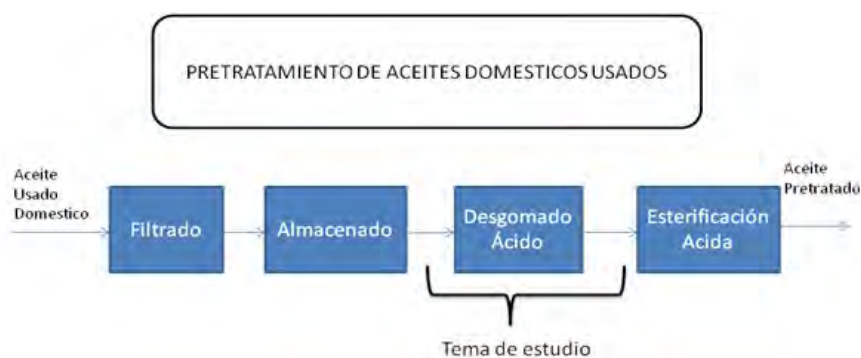 PRETRATAMIENTO DE ACEITES DOMESTICOS USADOS
Aceite
Usado
Domestico
Filtrado
Almacenado
Desgomado
Ácido
Esterificación
Acida
Aceite
Pretratado
Tema de estudio